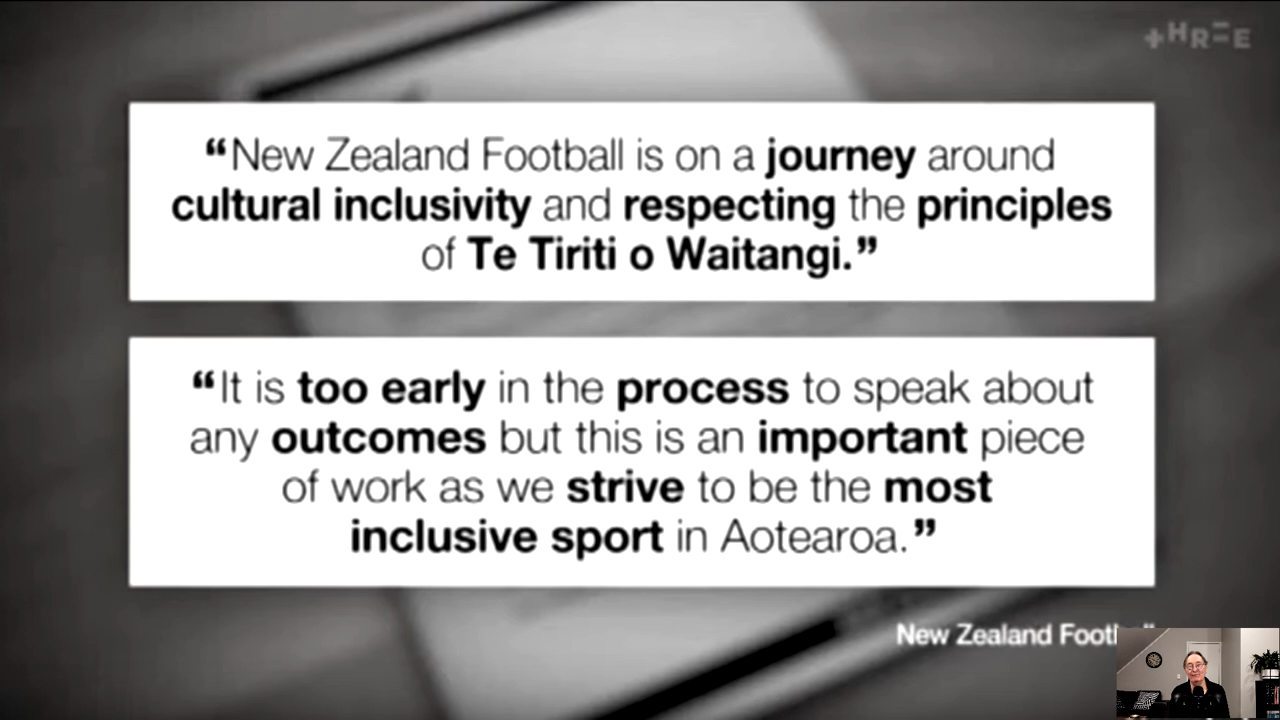 THREE
“New Zealand Football is on a journey around
cultural inclusivity and respecting the principles
of Te Tiriti o Waitangi.”
“It is too early in the process to speak about
any outcomes but this is an important piece
of work as we strive to be the most
inclusive sport in Aotearoa.”
New Zealand